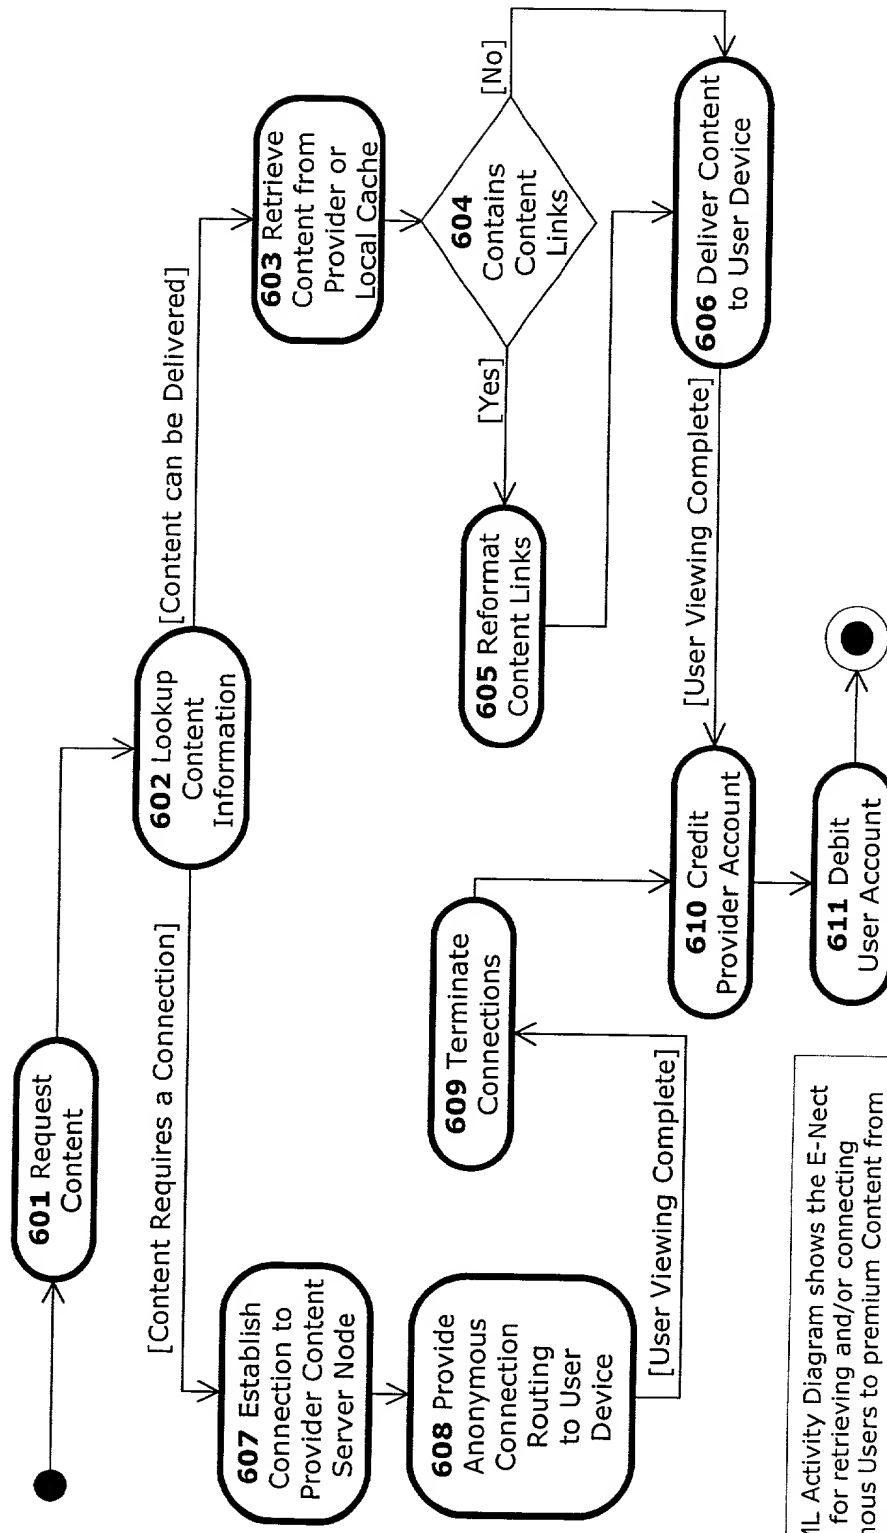 601 Request
Content
602 Lookup
Content
Information
[Content can be Delivered]
603 Retrieve
Content from
Provider or
Local Cache
604
Contains
Content
Links
[No]
[Yes]
605 Reformat
Content Links
606 Deliver Content
to User Device
[User Viewing Complete]
[Content Requires a Connection]
607 Establish
Connection to
Provider Content
Server Node
608 Provide
Anonymous
Connection
Routing
to User
Device
[User Viewing Complete]
609 Terminate
Connections
610 Credit
Provider Account
611 Debit
User Account
Activity Diagram shows the E-Nect
for retrieving and/or connecting
Users to premium Content from